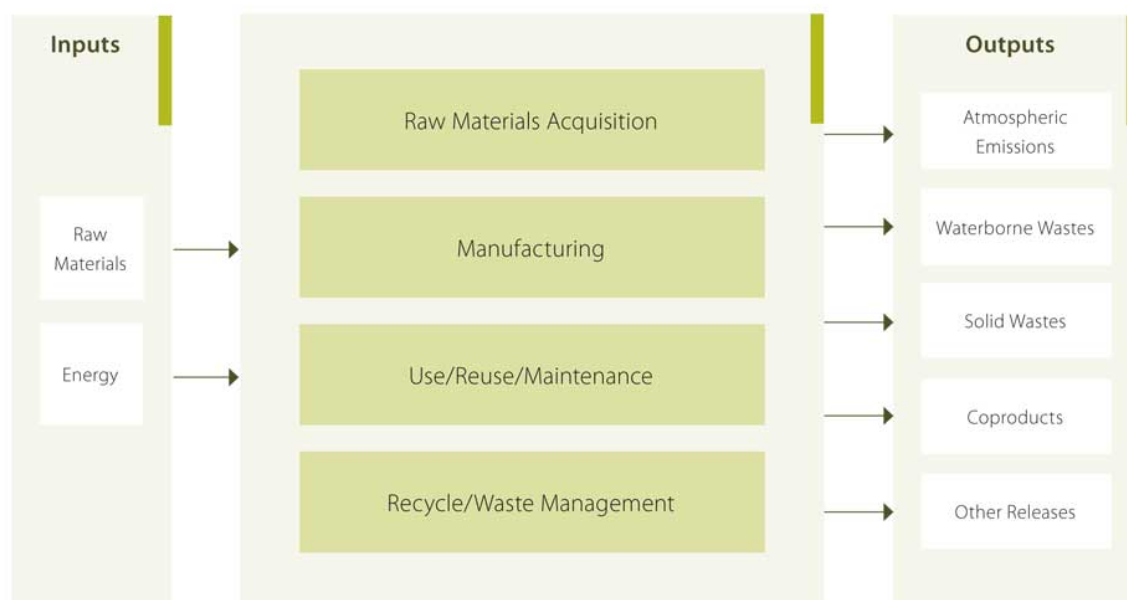 Inputs
Raw
Materials
Energy
Raw Materials Acquisition
Manufacturing
Use/Reuse/Maintenance
Recycle/Waste Management
Outputs
Atmospheric
Emissions
Waterborne Wastes
Solid Wastes
Coproducts
Other Releases